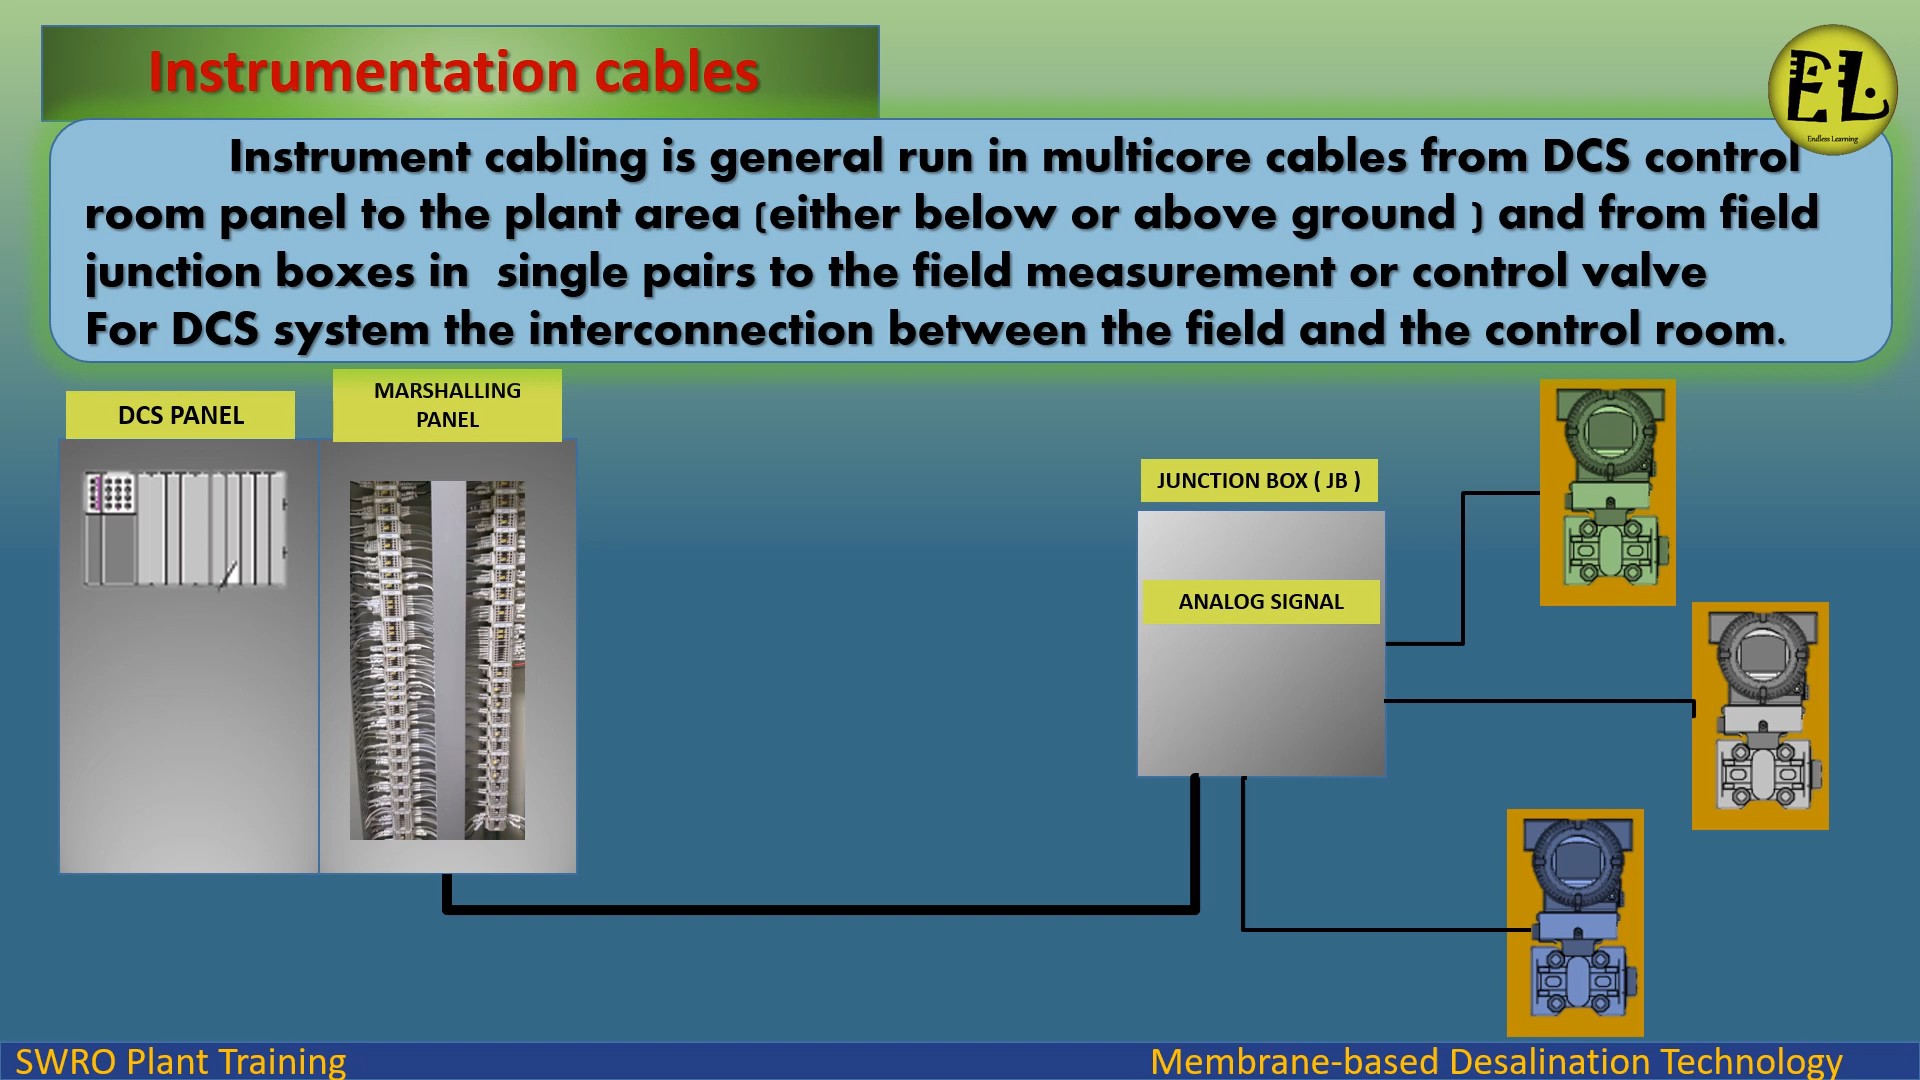 Instrumentation cables
EL
Endless Learning
Instrument cabling is general run in multicore cables from DCS control
room panel to the plant area (either below or above ground ) and from field
junction boxes in  single pairs to the field measurement or control valve
For DCS system the interconnection between the field and the control room.
DCS PANEL
MARSHALLING
PANEL
JUNCTION BOX ( JB )
ANALOG SIGNAL
SWRO Plant Training
Membrane-based Desalination Technology